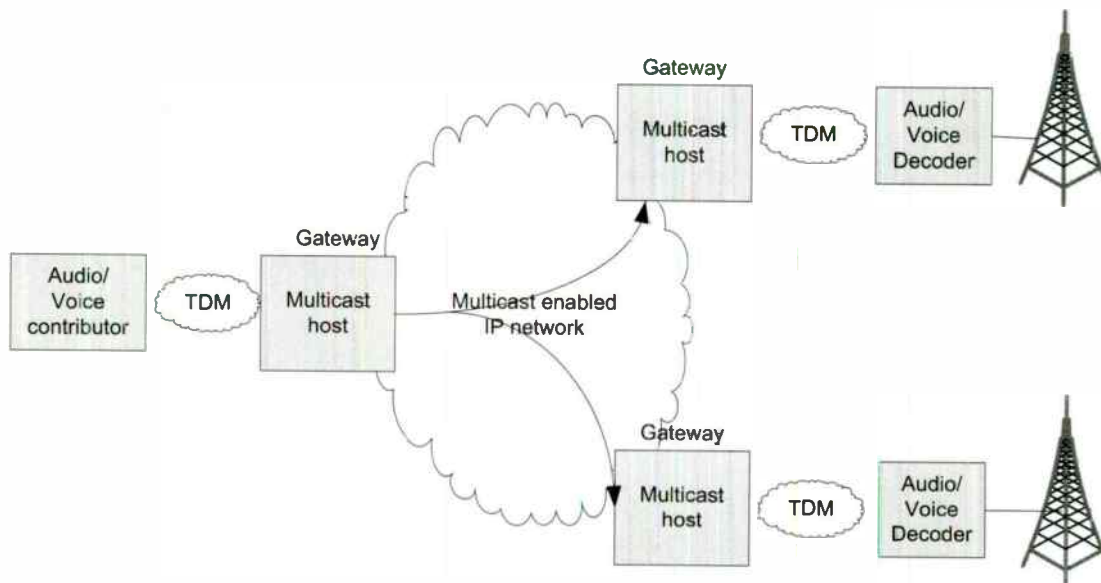 Gateway
Multicast
host
TDM
Audio/
Voice
Decoder
Gateway
Audio/
Voice
contributor
TDM
Multicast
host
Multicast enabled
IP network
Gateway
Multicast
host
TDM
Audio/
Voice
Decoder